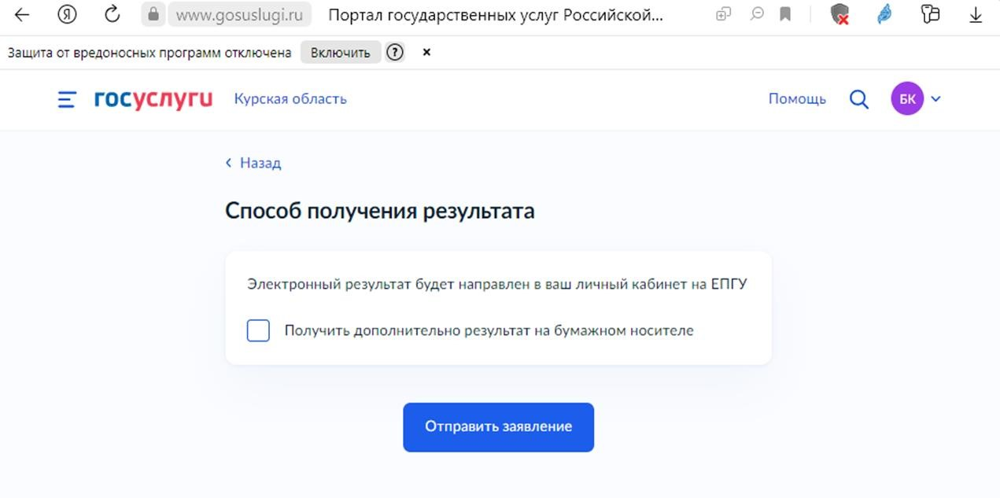 Я www.gosuslugi.ru Портал государственных услуг Российской...
Защита от вредоносных программ отключена Включить ? ×
госуслуги Курская область Помощь БК
Назад
Способ получения результата
Электронный результат будет направлен в ваш личный кабинет на ЕПГУ
Получить дополнительно результат на бумажном носителе
Отправить заявление